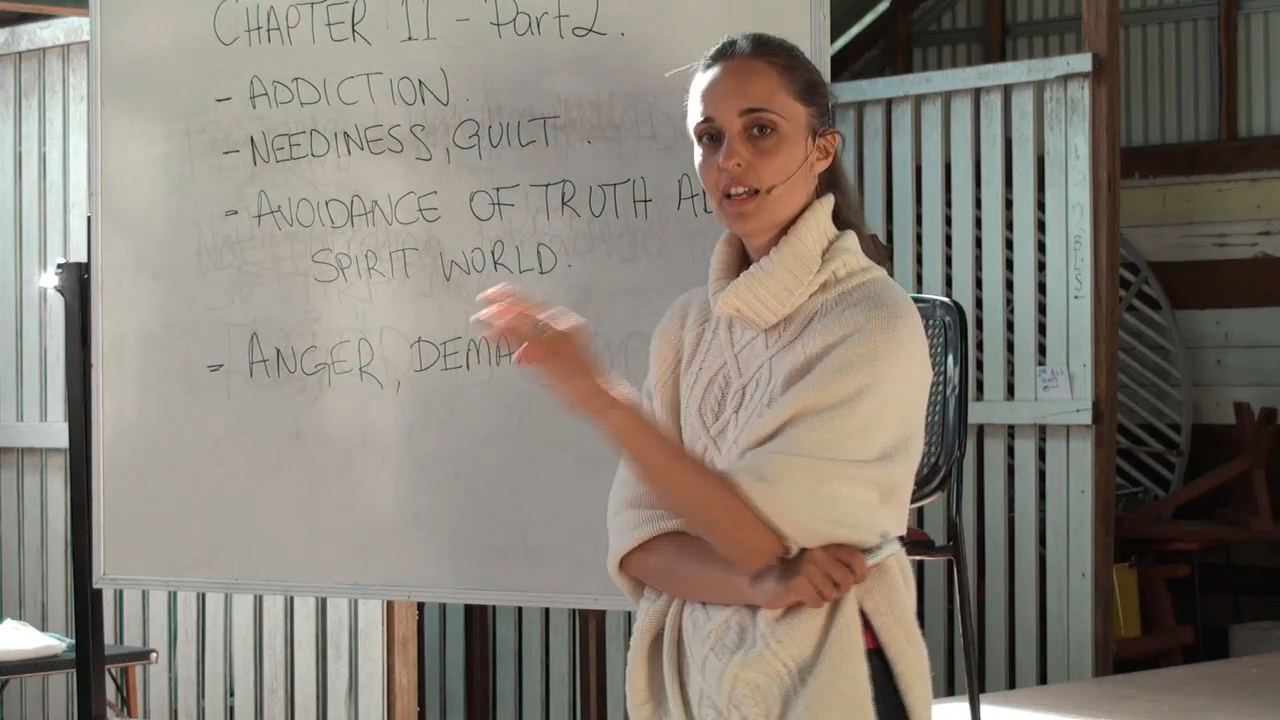 CHAPTER 11 - Part 2.
- ADDICTION.
- NEEDINESS, GUILT.
- AVOIDANCE OF TRUTH
SPIRIT WORLD.
- ANGER,